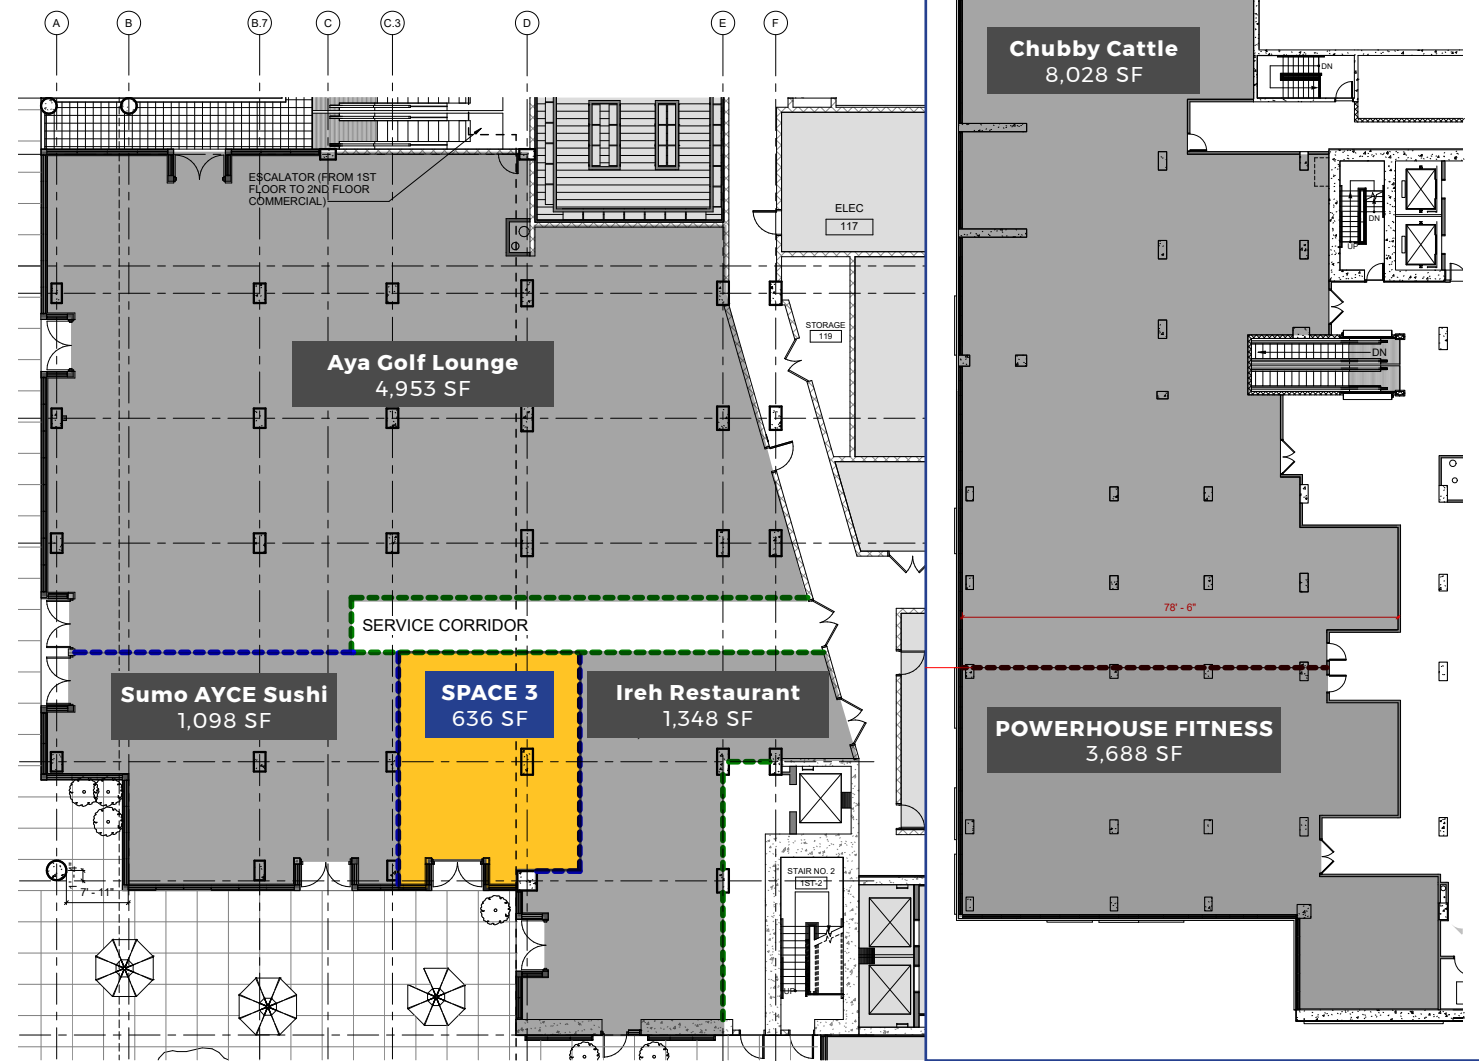 A
B
B.7
C
C.3
D
E
F
ESCALATOR (FROM 1ST
FLOOR TO 2ND FLOOR
COMMERCIAL)
ELEC
117
STORAGE
119
Aya Golf Lounge
4,953 SF
SERVICE CORRIDOR
Sumo AYCE Sushi
1,098 SF
SPACE 3
636 SF
Ireh Restaurant
1,348 SF
7' - 11"
STAIR NO. 2
1ST-2
UP
Chubby Cattle
8,028 SF
DN
DN
UP
DN
78' - 6"
POWERHOUSE FITNESS
3,688 SF